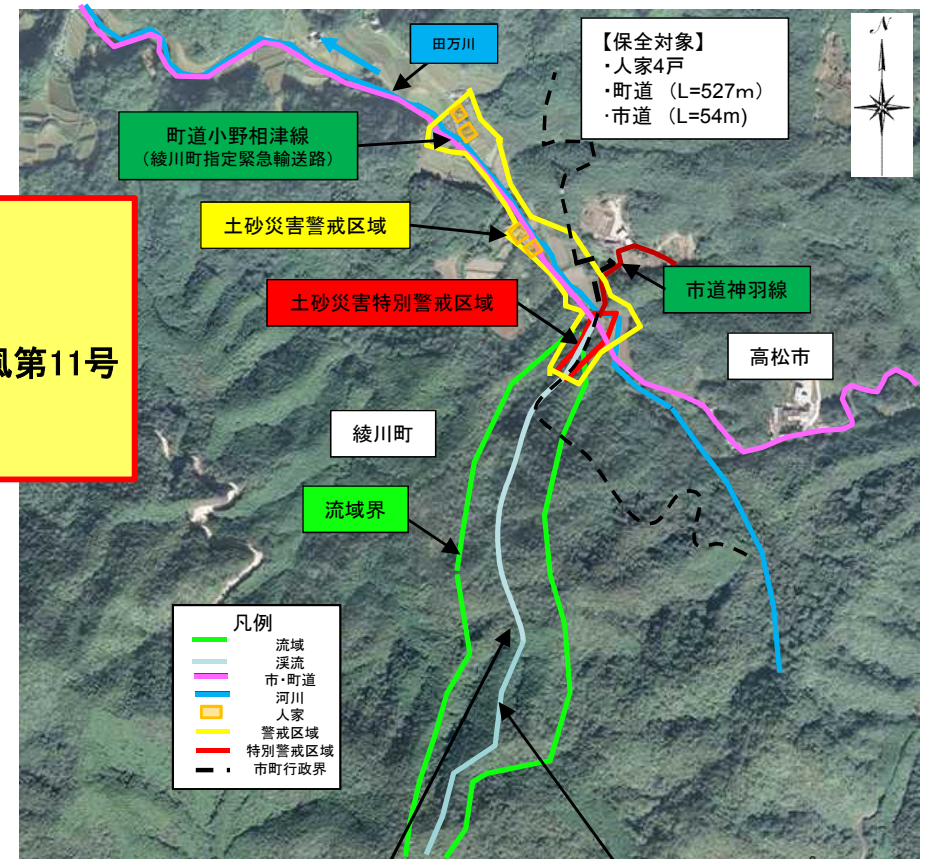 田万川
【保全対象】
・人家4戸
・町道 (L=527m)
・市道 (L=54m)
N
町道小野相津線
(綾川町指定緊急輸送路)
土砂災害警戒区域
土砂災害特別警戒区域
市道神羽線
風第11号
高松市
綾川町
流域界
凡例
流域
渓流
市・町道
河川
人家
警戒区域
特別警戒区域
市町行政界